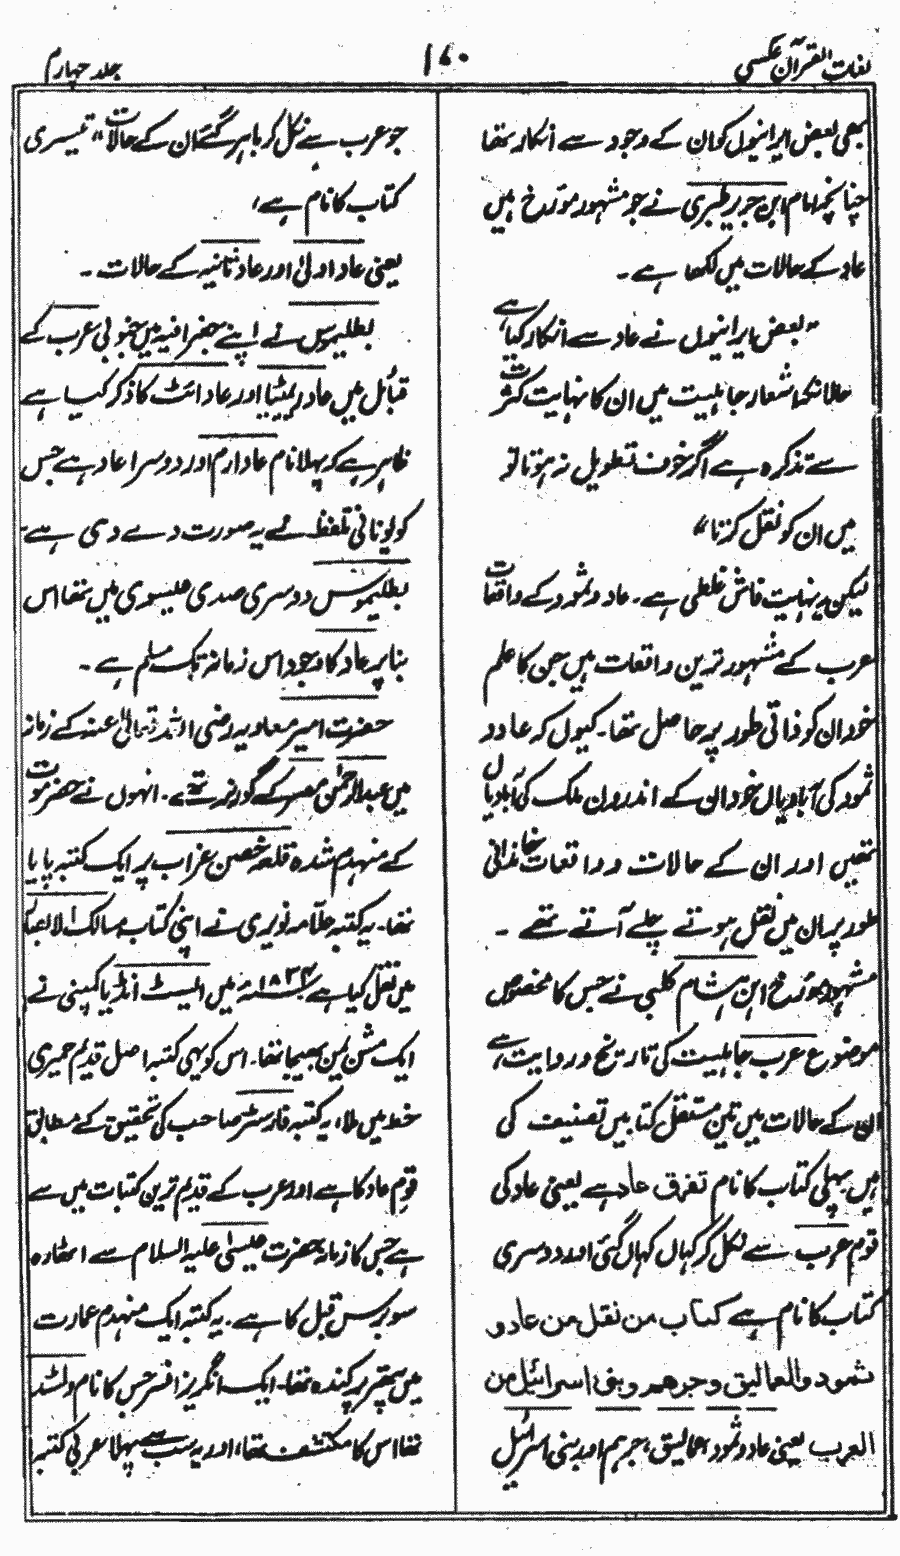 لغات القرآن عکسی
۱۷۰
جلد چہارم
بھی بعض ایرانیوں کو ان کے وجود سے انکار تھا
چنانچہ امام ابن جریر طبری نے جو مشہور مورخ ہیں
عاد کے حالات میں لکھا ہے۔
"بعض ایرانیوں نے عاد سے انکار کیا ہے
حالانکہ اشعار جاہلیت میں ان کا نہایت کثرت
سے تذکرہ ہے اگر خوف تطویل نہ ہوتا تو
میں ان کو نقل کرتا"
لیکن یہ نہایت فاش غلطی ہے۔ عاد و ثمود کے واقعات
عرب کے مشہور ترین واقعات ہیں جن کا علم
خود ان کو ذاتی طور پر حاصل تھا۔ کیوں کہ عاد و
ثمود کی آبادیاں خود ان کے اندرون ملک کی آبادیاں
تھیں اور ان کے حالات و واقعات خاندانی
طور پر ان میں نقل ہوتے چلے آتے تھے۔
مشہور مورخ ابن ہشام کلبی نے جس کا مخصوص
موضوع عرب جاہلیت کی تاریخ و روایت ہے،
ان کے حالات میں تین مستقل کتابیں تصنیف کی
ہیں پہلی کتاب کا نام تفرق عاد ہے یعنی عاد کی
قوم عرب سے نکل کر کہاں کہاں گئی اور دوسری
کتاب کا نام ہے کتاب من نقل من عاد و
ثمود والعمالیق وجرھم وبنی اسرائیل من
العرب یعنی عاد و ثمود، عمالیق، جرہم اور بنی اسرائیل
جو عرب سے نکل کر باہر گئے ان کے حالات" تیسری
کتاب کا نام ہے،
یعنی عاد اولیٰ اور عاد ثانیہ کے حالات۔
بطلیموس نے اپنے جغرافیہ میں جنوبی عرب کے
قبائل میں عاد رمیٹیا اور عاد ائٹ کا ذکر کیا ہے
ظاہر ہے کہ پہلا نام عاد ارم اور دوسرا عاد ہے جس
کو یونانی تلفظ نے یہ صورت دے دی ہے
بطلیموس دوسری صدی عیسوی میں تھا اس
بنا پر عاد کا وجود اس زمانہ تک مسلم ہے۔
حضرت امیر معاویہ رضی اللہ تعالیٰ عنہ کے زمانہ
میں عبدالرحمٰن مصر کے گورنر تھے۔ انہوں نے حضرموت
کے منہدم شدہ قلعہ حصن غراب پر ایک کتبہ پایا
تھا۔ یہ کتبہ علامہ نویری نے اپنی کتاب مسالک الابصار
میں نقل کیا ہے ۱۸۳۴ء میں ایسٹ انڈیا کمپنی نے
ایک مشن یمن بھیجا تھا۔ اس کو یہی کتبہ اصل قدیم حمیری
خط میں ملا، یہ کتبہ فارسٹر صاحب کی تحقیق کے مطابق
قوم عاد کا ہے اور عرب کے قدیم ترین کتبات میں سے
ہے جس کا زمانہ حضرت عیسیٰ علیہ السلام سے اٹھارہ
سو برس قبل کا ہے۔ یہ کتبہ ایک منہدم عمارت
میں پتھر پر کندہ تھا۔ ایک انگریز افسر جس کا نام ولسٹڈ
تھا اس کا مکتشف تھا، اور یہ سب سے پہلا عربی کتبہ